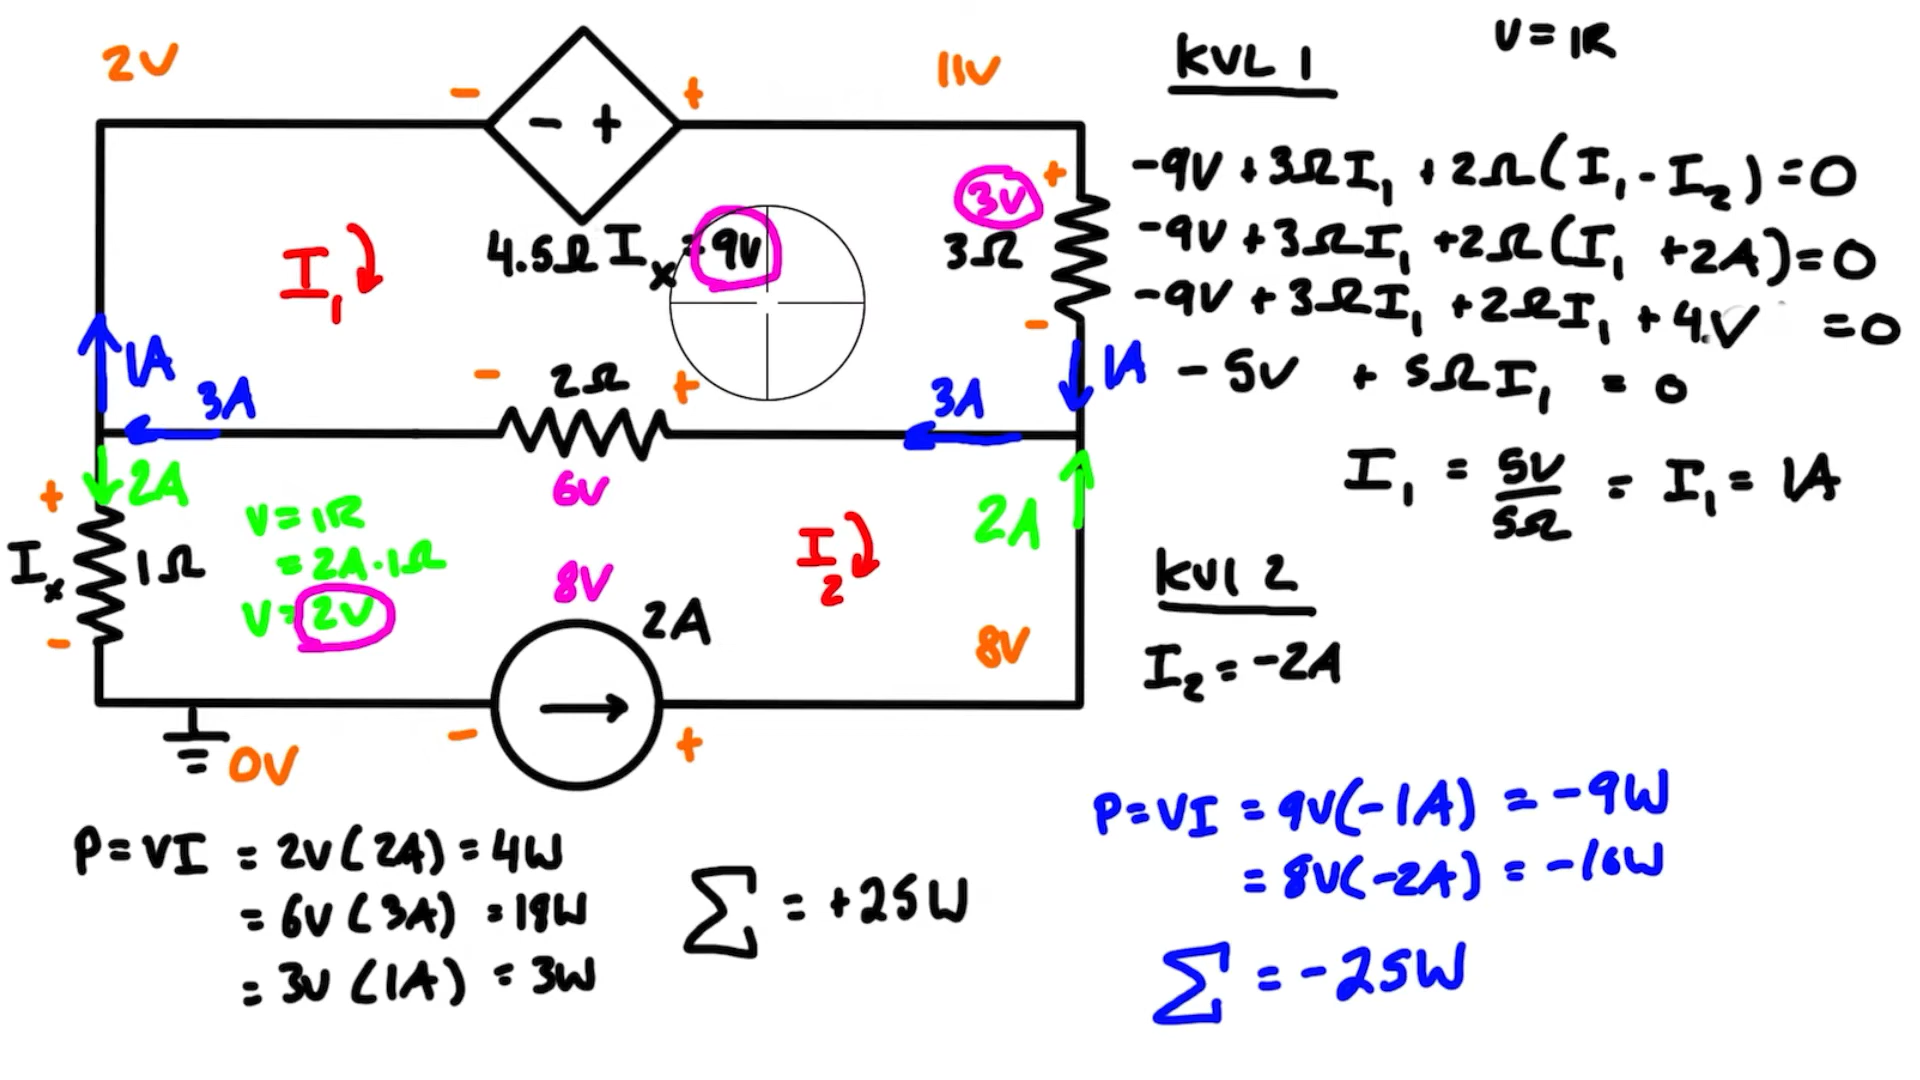 2V
-
+
11V
KVL 1
V=IR
- +
3V
+
3Ω
-
4.5Ω Iₓ = 9V
I₁
-9V + 3ΩI₁ + 2Ω(I₁ - I₂) = 0
-9V + 3ΩI₁ + 2Ω(I₁ + 2A) = 0
-9V + 3ΩI₁ + 2ΩI₁ + 4.V = 0
-5V + 5ΩI₁ = 0
I₁ = 5V/5Ω = I₁ = 1A
1A
3A
-
2Ω
+
3A
1A
6V
+
2A
Iₓ
1Ω
-
V=IR
=2A·1Ω
V=2V
8V
2A
I₂
2A
8V
KVL 2
I₂ = -2A
0V
-
+
P=VI = 2V(2A) = 4W
= 6V(3A) = 18W
= 3V(1A) = 3W
Σ = +25W
P=VI = 9V(-1A) = -9W
= 8V(-2A) = -16W
Σ = -25W